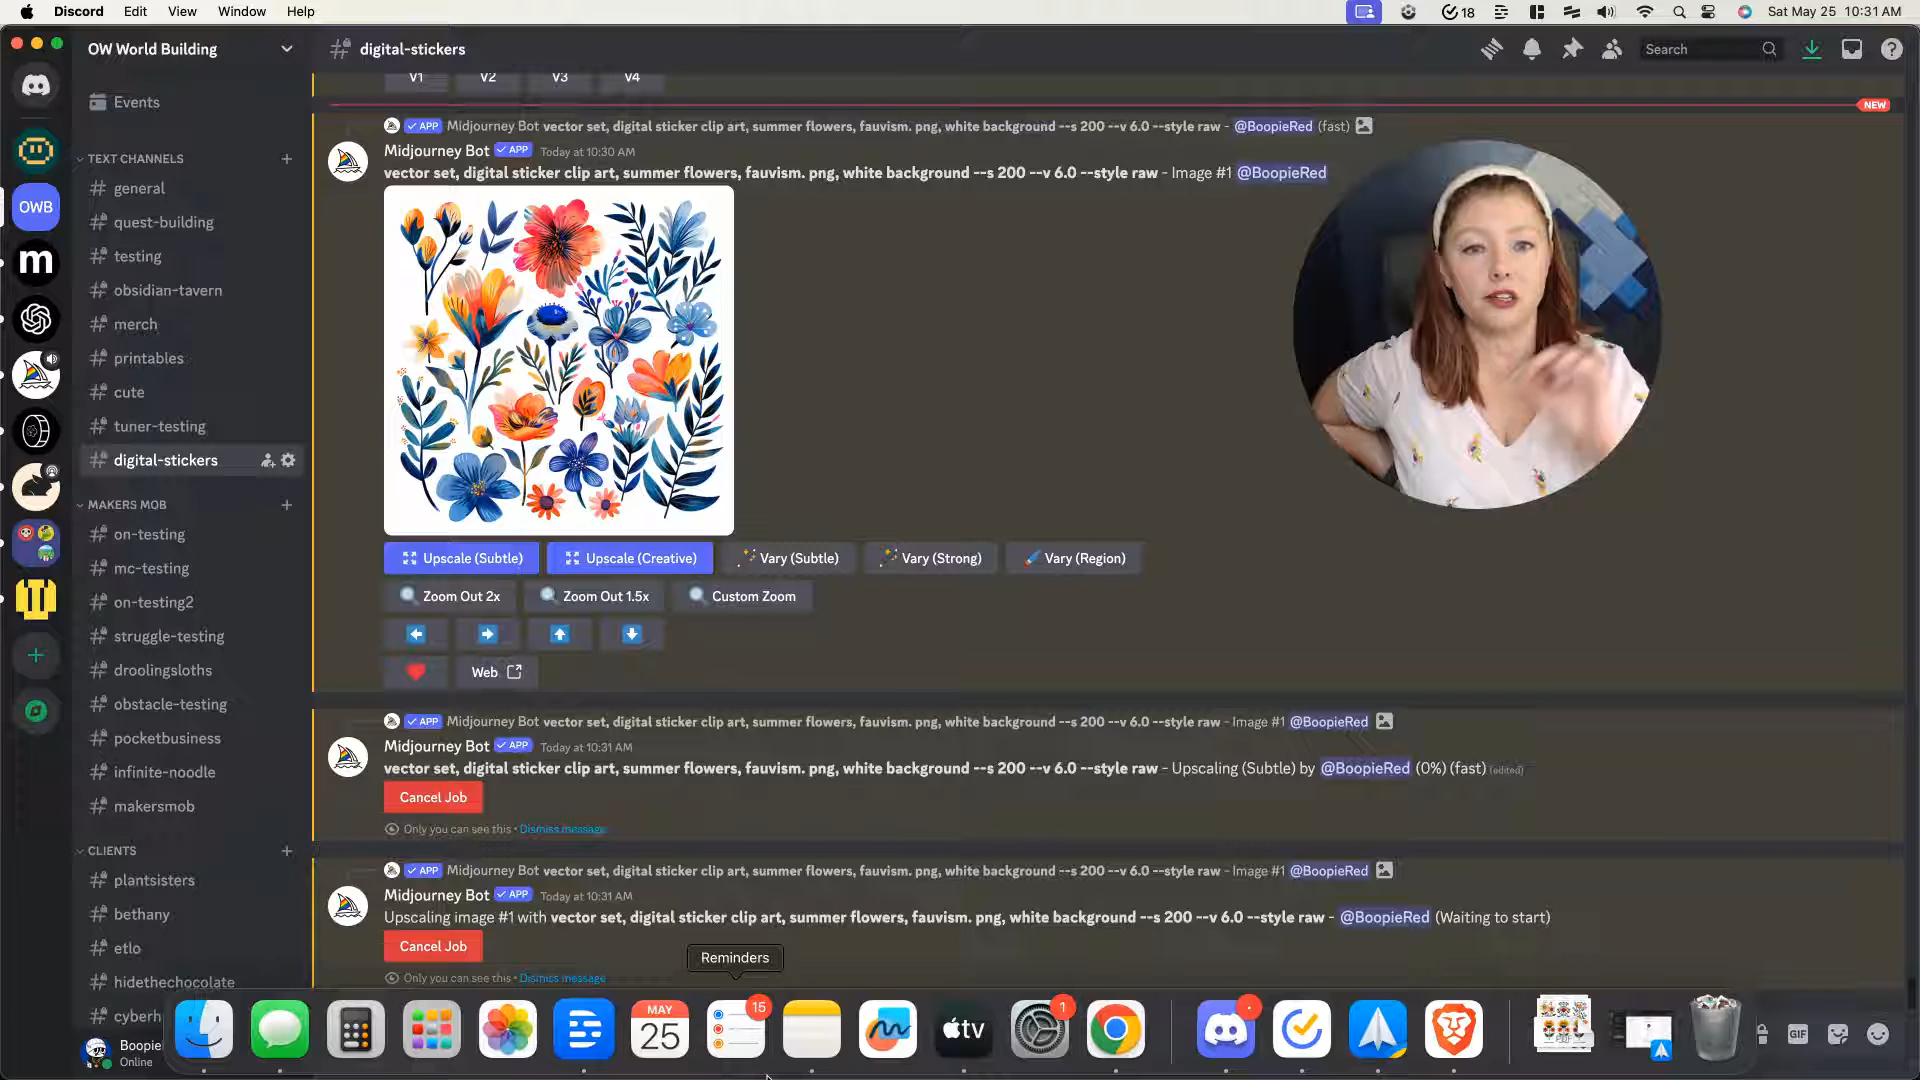 Discord Edit View Window Help
18
Sat May 25 10:31 AM
OW World Building
digital-stickers
Search
Events
TEXT CHANNELS
general
quest-building
testing
obsidian-tavern
merch
printables
cute
tuner-testing
digital-stickers
MAKERS MOB
on-testing
mc-testing
on-testing2
struggle-testing
droolingsloths
obstacle-testing
pocketbusiness
infinite-noodle
makersmob
CLIENTS
plantsisters
bethany
etlo
hidethechocolate
cyberh
Boopie
Online
OWB
m
V1 V2 V3 V4
NEW
APP Midjourney Bot vector set, digital sticker clip art, summer flowers, fauvism. png, white background --s 200 --v 6.0 --style raw - @BoopieRed (fast)
Midjourney Bot APP Today at 10:30 AM
vector set, digital sticker clip art, summer flowers, fauvism. png, white background --s 200 --v 6.0 --style raw - Image #1 @BoopieRed
Upscale (Subtle) Upscale (Creative) Vary (Subtle) Vary (Strong) Vary (Region)
Zoom Out 2x Zoom Out 1.5x Custom Zoom
Web
APP Midjourney Bot vector set, digital sticker clip art, summer flowers, fauvism. png, white background --s 200 --v 6.0 --style raw - Image #1 @BoopieRed
Midjourney Bot APP Today at 10:31 AM
vector set, digital sticker clip art, summer flowers, fauvism. png, white background --s 200 --v 6.0 --style raw - Upscaling (Subtle) by @BoopieRed (0%) (fast) (edited)
Cancel Job
Only you can see this • Dismiss message
APP Midjourney Bot vector set, digital sticker clip art, summer flowers, fauvism. png, white background --s 200 --v 6.0 --style raw - Image #1 @BoopieRed
Midjourney Bot APP Today at 10:31 AM
Upscaling image #1 with vector set, digital sticker clip art, summer flowers, fauvism. png, white background --s 200 --v 6.0 --style raw - @BoopieRed (Waiting to start)
Cancel Job
Only you can see this • Dismiss message
Reminders
MAY
25
15
tv
1
GIF